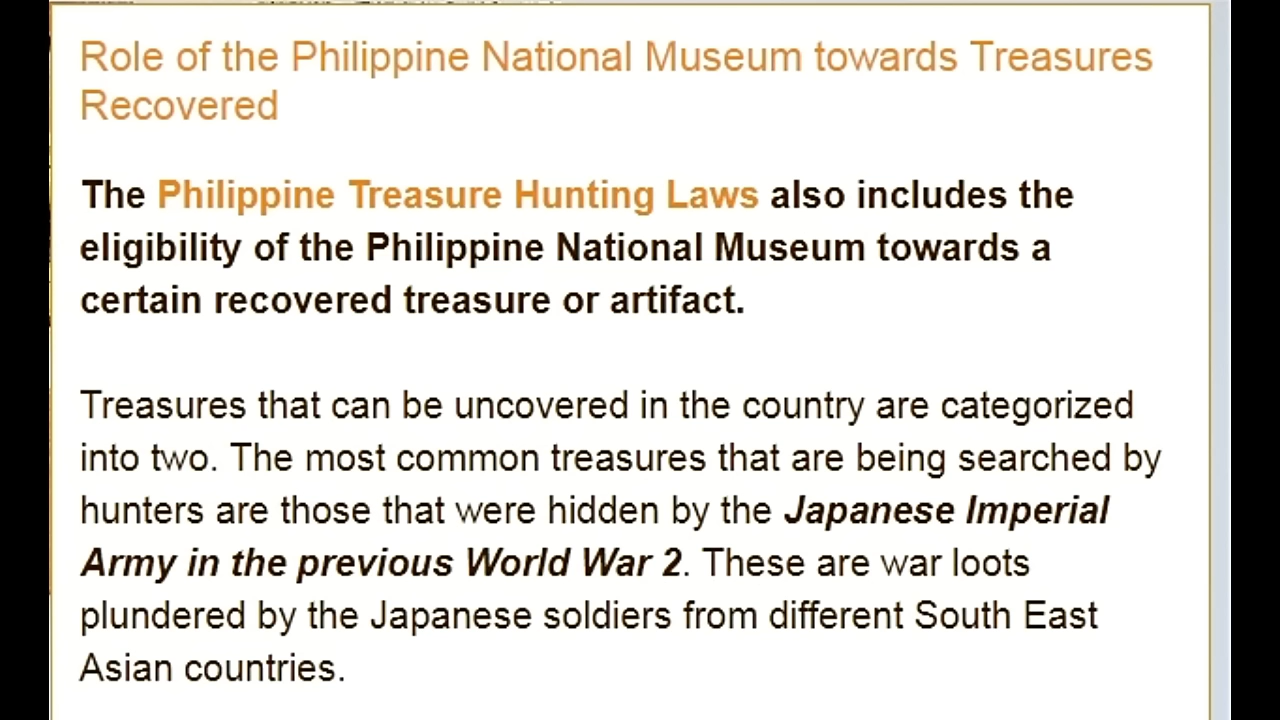 Role of the Philippine National Museum towards Treasures
Recovered
The Philippine Treasure Hunting Laws also includes the
eligibility of the Philippine National Museum towards a
certain recovered treasure or artifact.
Treasures that can be uncovered in the country are categorized
into two. The most common treasures that are being searched by
hunters are those that were hidden by the Japanese Imperial
Army in the previous World War 2. These are war loots
plundered by the Japanese soldiers from different South East
Asian countries.